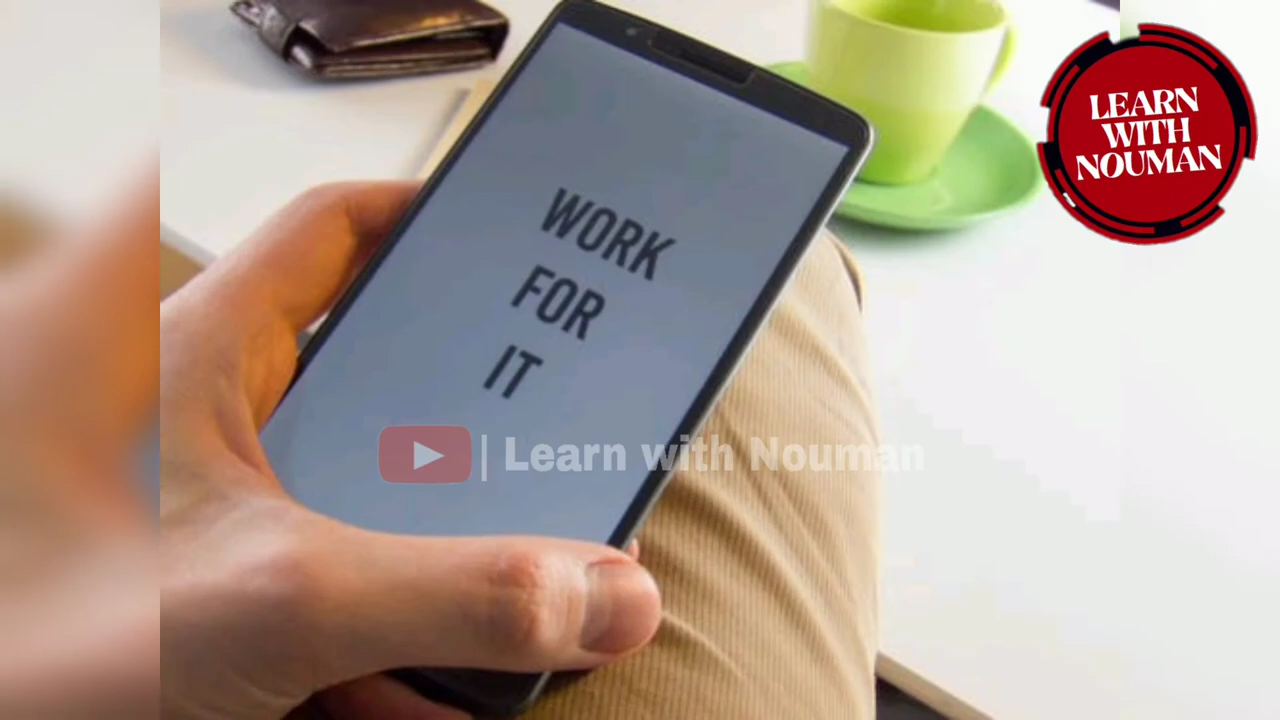 LEARN
WITH
NOUMAN
WORK
FOR
IT
| Learn with Nouman